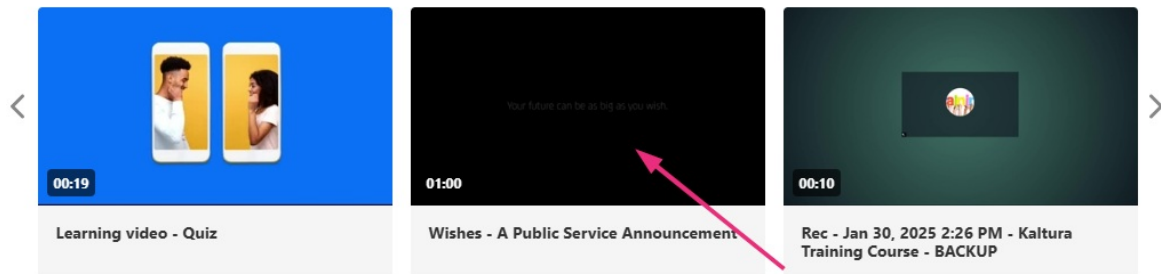 Your future can be as big as you wish.
00:19
01:00
00:10
Learning video - Quiz
Wishes - A Public Service Announcement
Rec - Jan 30, 2025 2:26 PM - Kaltura
Training Course - BACKUP